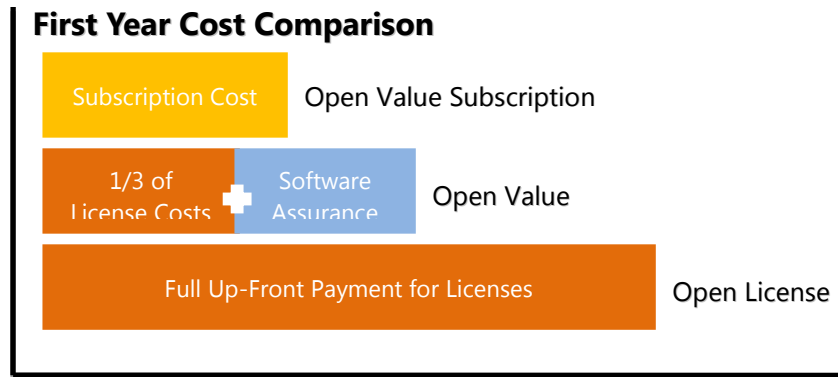 First Year Cost Comparison
Subscription Cost
Open Value Subscription
1/3 of
License Costs
Software
Assurance
Open Value
Full Up-Front Payment for Licenses
Open License